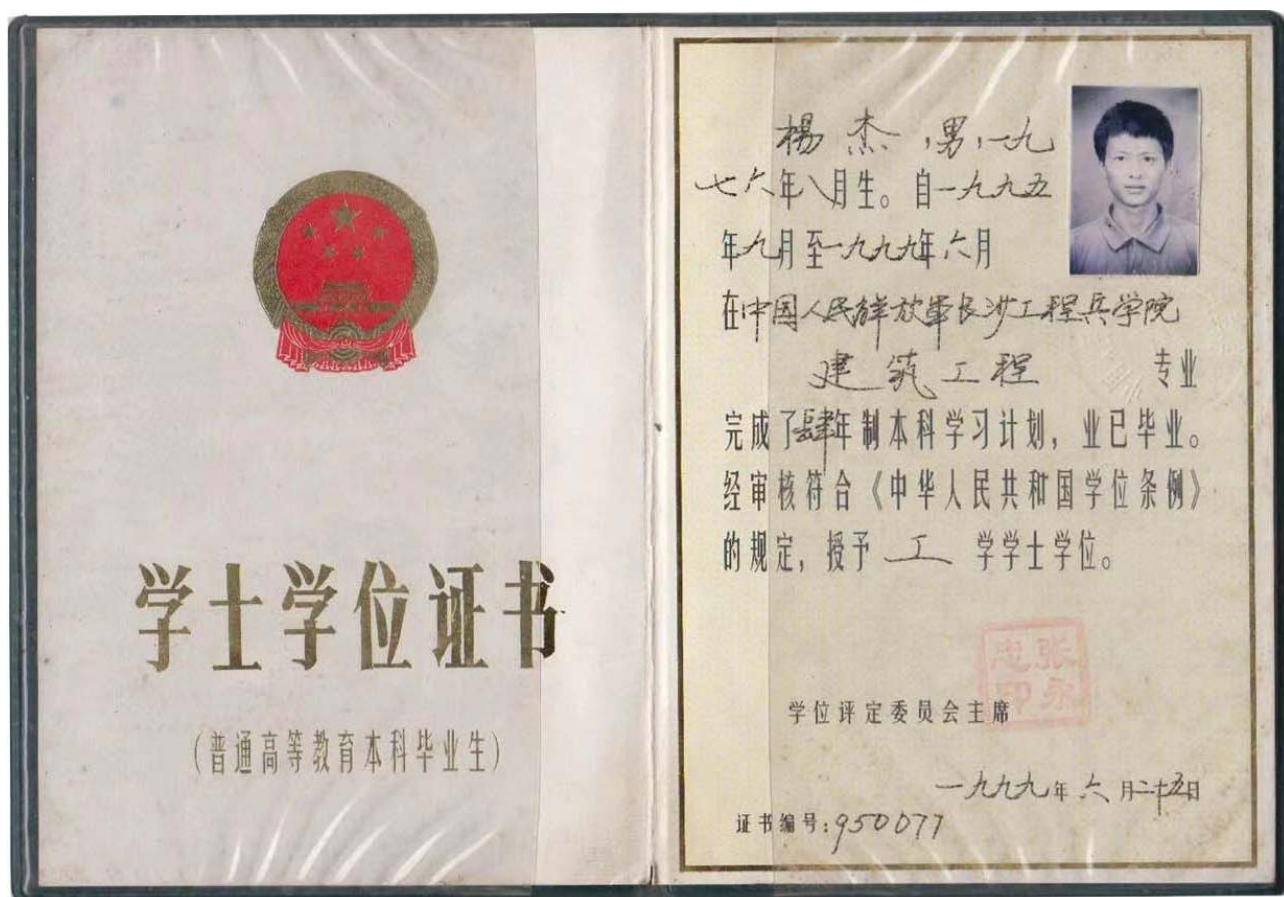 学士学位证书
(普通高等教育本科毕业生)
楊杰,男,一九
七六年八月生。自一九九五
年九月至一九九九年六月
在中国人民解放军长沙工程兵学院
建筑工程 专业
完成了肆年制本科学习计划,业已毕业。
经审核符合《中华人民共和国学位条例》
的规定,授予 工 学学士学位。
学位评定委员会主席
张永
印
一九九九年六月二十五日
证书编号:950077